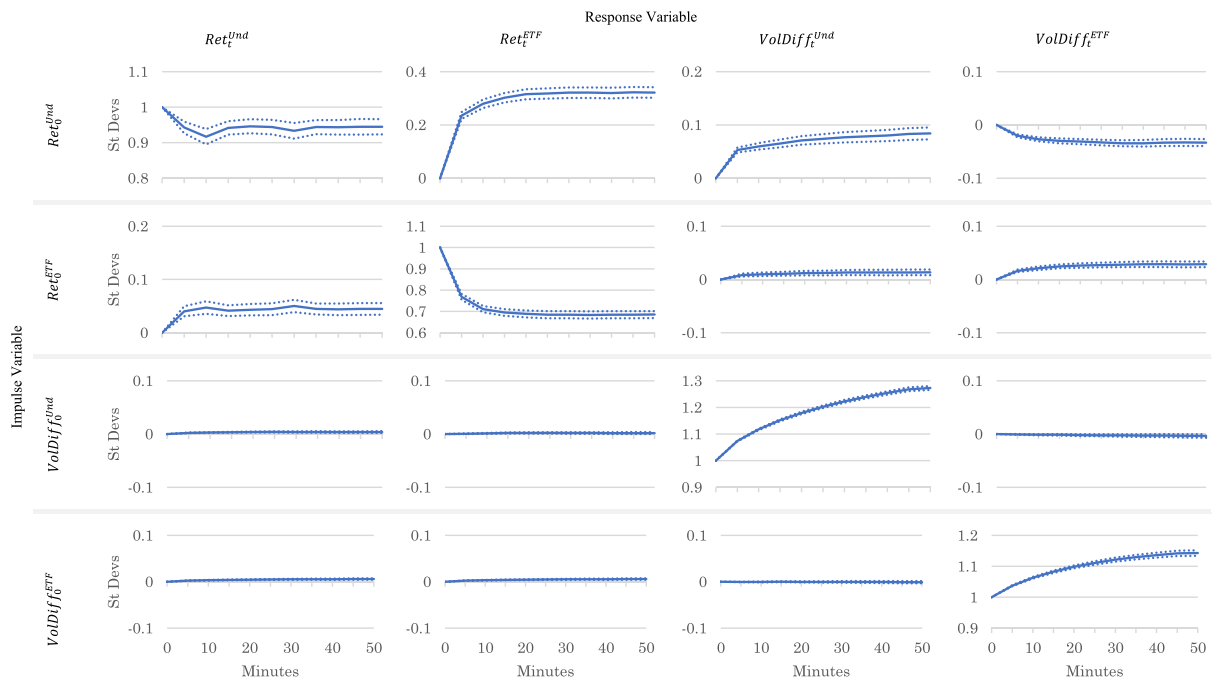 Response Variable
Ret_t^Und Ret_t^ETF VolDiff_t^Und VolDiff_t^ETF
Impulse Variable
Ret_0^Und
St Devs
1.1 0.4 0.2 0.1
1 0.2 0.1 0
0.9
0.8 0 0 -0.1
Ret_0^ETF
St Devs
0.2 1.1 0.1 0.1
1
0.9
0.1 0.8 0 0
0.7
0 0.6 -0.1 -0.1
VolDiff_0^Und
St Devs
0.1 0.1 1.3 0.1
1.2
0 0 1.1 0
1
-0.1 -0.1 0.9 -0.1
VolDiff_0^ETF
St Devs
0.1 0.1 0.1 1.2
1.1
0 0 0 1
-0.1 -0.1 -0.1 0.9
0 10 20 30 40 50 0 10 20 30 40 50 0 10 20 30 40 50 0 10 20 30 40 50
Minutes Minutes Minutes Minutes